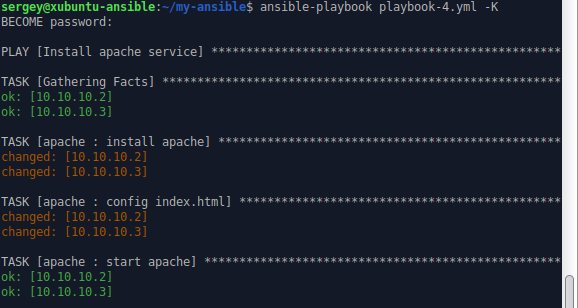 sergey@xubuntu-ansible:~/my-ansible$ ansible-playbook playbook-4.yml -K
BECOME password:
PLAY [Install apache service] **************************************************
TASK [Gathering Facts] *********************************************************
ok: [10.10.10.2]
ok: [10.10.10.3]
TASK [apache : install apache] *************************************************
changed: [10.10.10.2]
changed: [10.10.10.3]
TASK [apache : config index.html] **********************************************
changed: [10.10.10.2]
changed: [10.10.10.3]
TASK [apache : start apache] ***************************************************
ok: [10.10.10.2]
ok: [10.10.10.3]